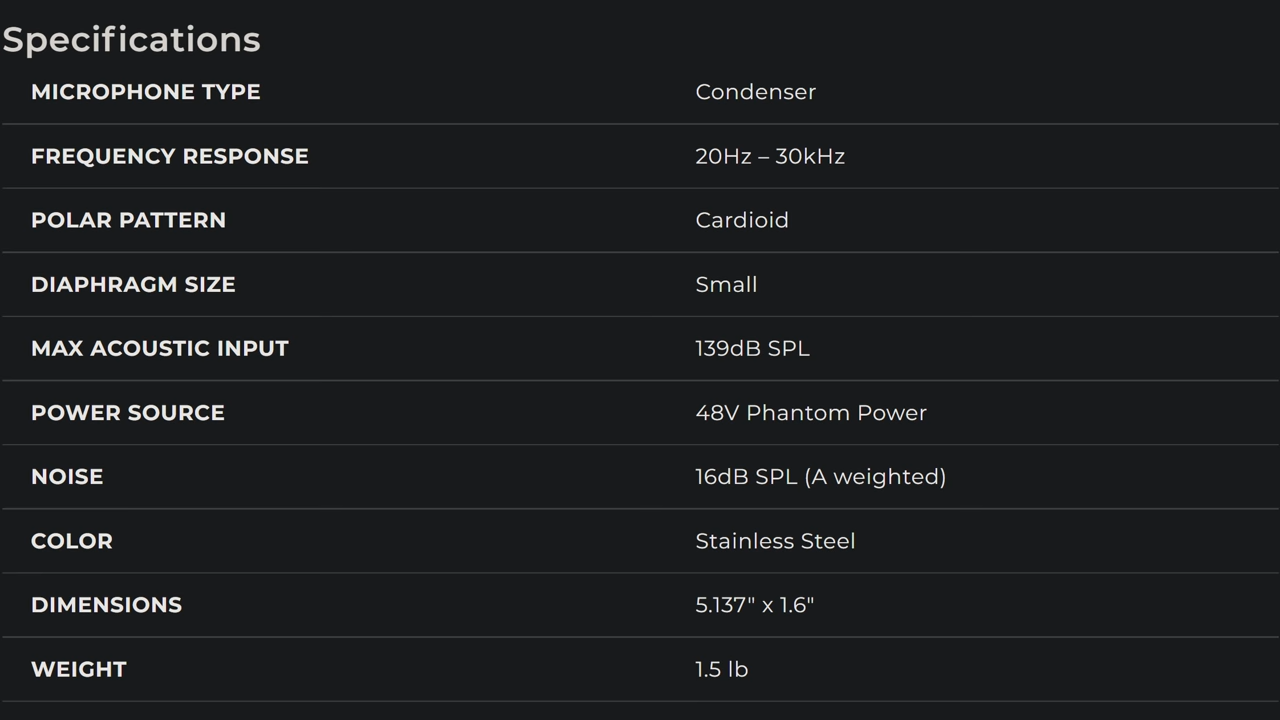 Specifications
MICROPHONE TYPE Condenser
FREQUENCY RESPONSE 20Hz – 30kHz
POLAR PATTERN Cardioid
DIAPHRAGM SIZE Small
MAX ACOUSTIC INPUT 139dB SPL
POWER SOURCE 48V Phantom Power
NOISE 16dB SPL (A weighted)
COLOR Stainless Steel
DIMENSIONS 5.137" x 1.6"
WEIGHT 1.5 lb